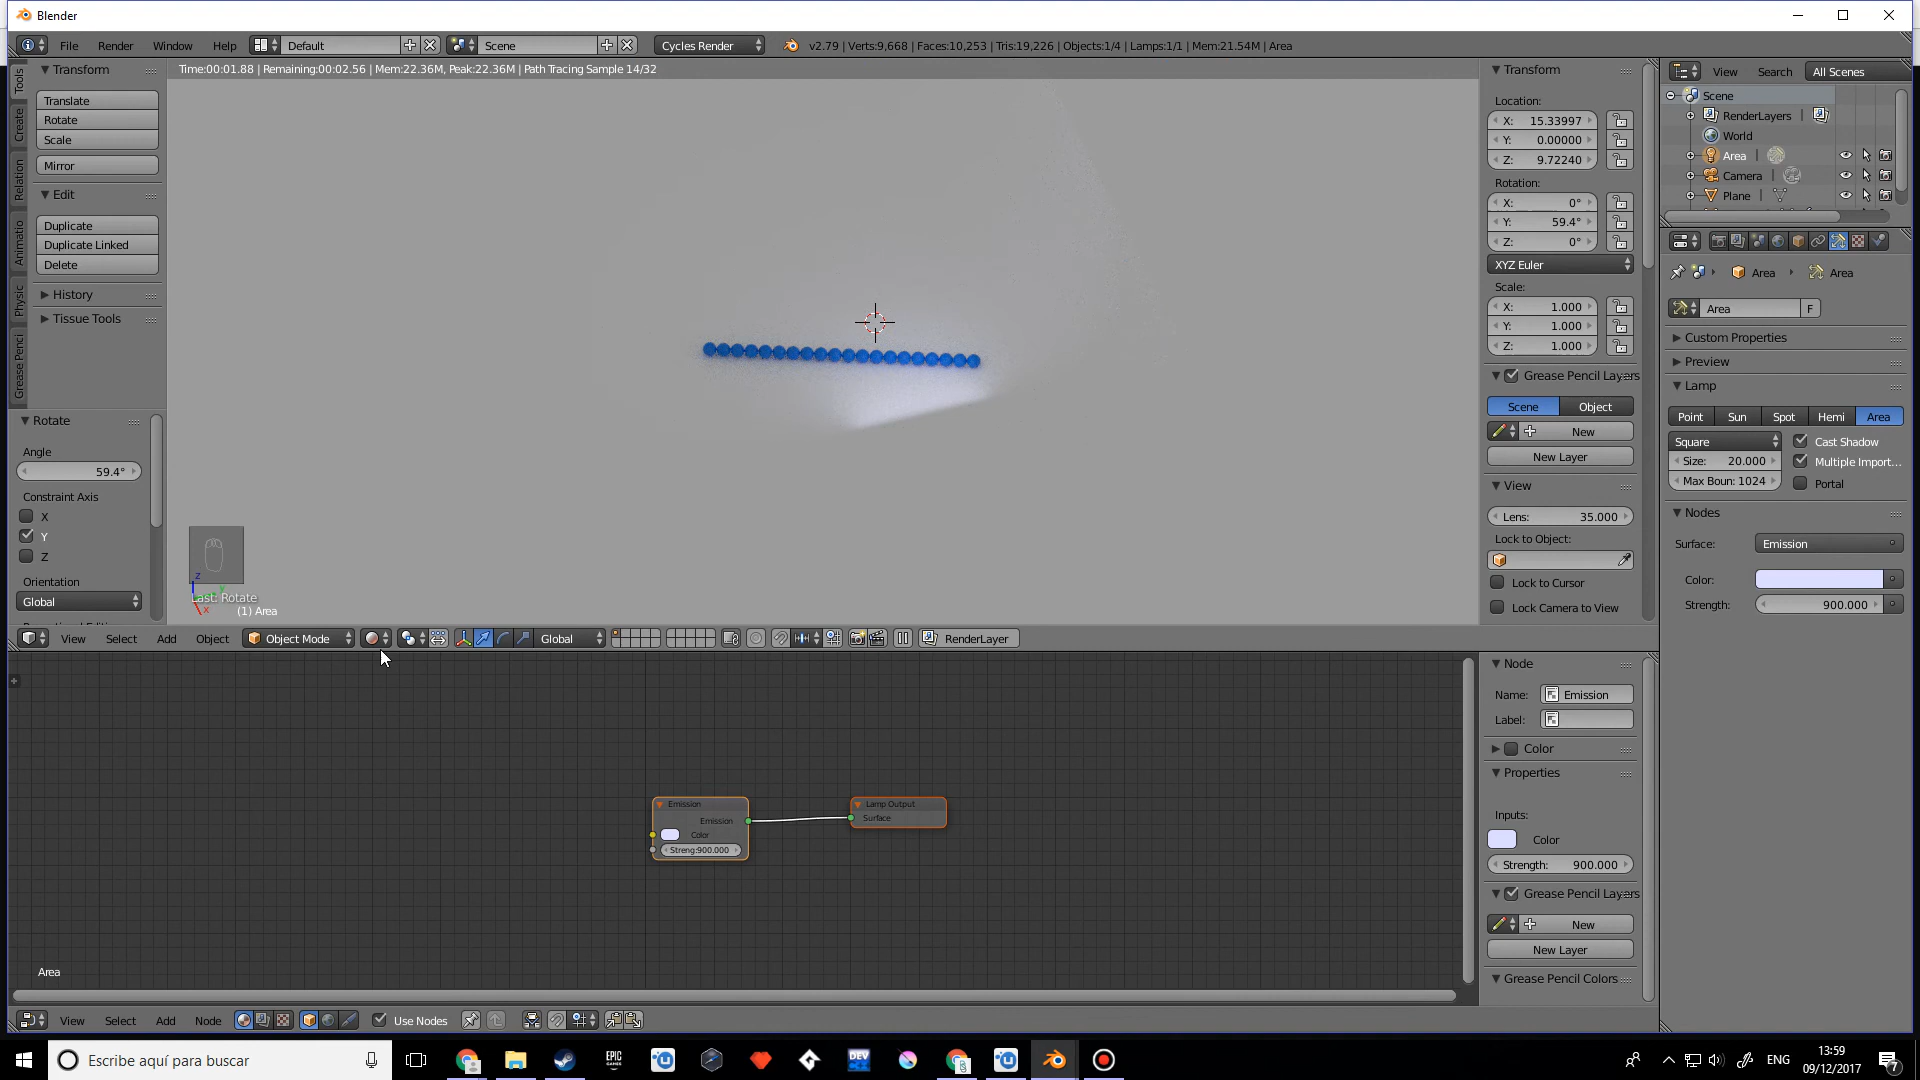 Blender
File Render Window Help Default Scene Cycles Render v2.79 | Verts:9,668 | Faces:10,253 | Tris:19,226 | Objects:1/4 | Lamps:1/1 | Mem:21.54M | Area
Time:00:01.88 | Remaining:00:02.56 | Mem:22.36M, Peak:22.36M | Path Tracing Sample 14/32
Tools
Create
Relation
Animatio
Physic
Grease Penci
Transform
Translate
Rotate
Scale
Mirror
Edit
Duplicate
Duplicate Linked
Delete
History
Tissue Tools
Rotate
Angle
59.4°
Constraint Axis
X
Y
Z
Orientation
Global
z
y
x
Last: Rotate
(1) Area
Transform
Location:
X: 15.33997
Y: 0.00000
Z: 9.72240
Rotation:
X: 0°
Y: 59.4°
Z: 0°
XYZ Euler
Scale:
X: 1.000
Y: 1.000
Z: 1.000
Grease Pencil Layers
Scene Object
New
New Layer
View
Lens: 35.000
Lock to Object:
Lock to Cursor
Lock Camera to View
View Search All Scenes
Scene
RenderLayers
World
Area
Camera
Plane
Area Area
Area F
Custom Properties
Preview
Lamp
Point Sun Spot Hemi Area
Square Cast Shadow
Size: 20.000 Multiple Import...
Max Boun: 1024 Portal
Nodes
Surface: Emission
Color:
Strength: 900.000
View Select Add Object Object Mode Global RenderLayer
Emission
Emission
Color
Streng:900.000
Lamp Output
Surface
Area
Node
Name: Emission
Label:
Color
Properties
Inputs:
Color
Strength: 900.000
Grease Pencil Layers
New
New Layer
Grease Pencil Colors
View Select Add Node Use Nodes
Escribe aquí para buscar
EPIC
GAMES
DEV
ENG
13:59
09/12/2017
7